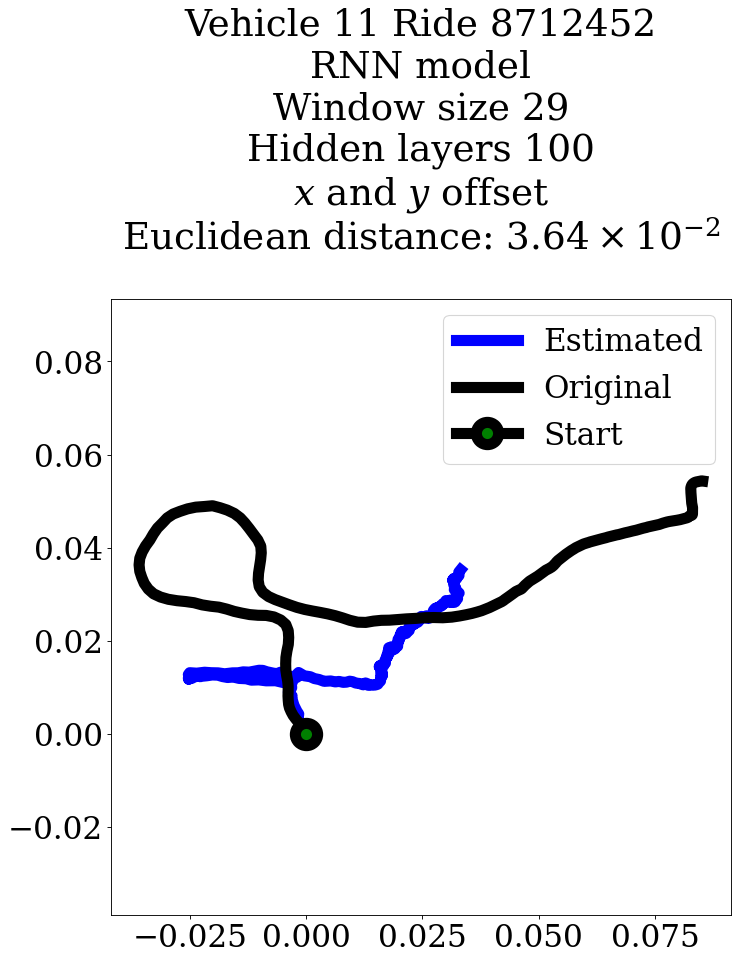 Vehicle 11 Ride 8712452
RNN model
Window size 29
Hidden layers 100
x and y offset
Euclidean distance: 3.64 × 10⁻²
Estimated
Original
Start
0.08
0.06
0.04
0.02
0.00
−0.02
−0.025 0.000 0.025 0.050 0.075